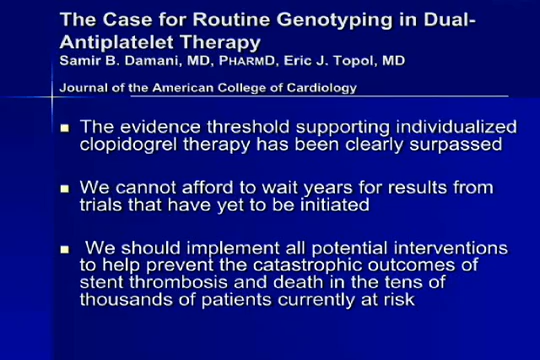 The Case for Routine Genotyping in Dual-
Antiplatelet Therapy
Samir B. Damani, MD, PHARMD, Eric J. Topol, MD
Journal of the American College of Cardiology
The evidence threshold supporting individualized
clopidogrel therapy has been clearly surpassed
We cannot afford to wait years for results from
trials that have yet to be initiated
We should implement all potential interventions
to help prevent the catastrophic outcomes of
stent thrombosis and death in the tens of
thousands of patients currently at risk